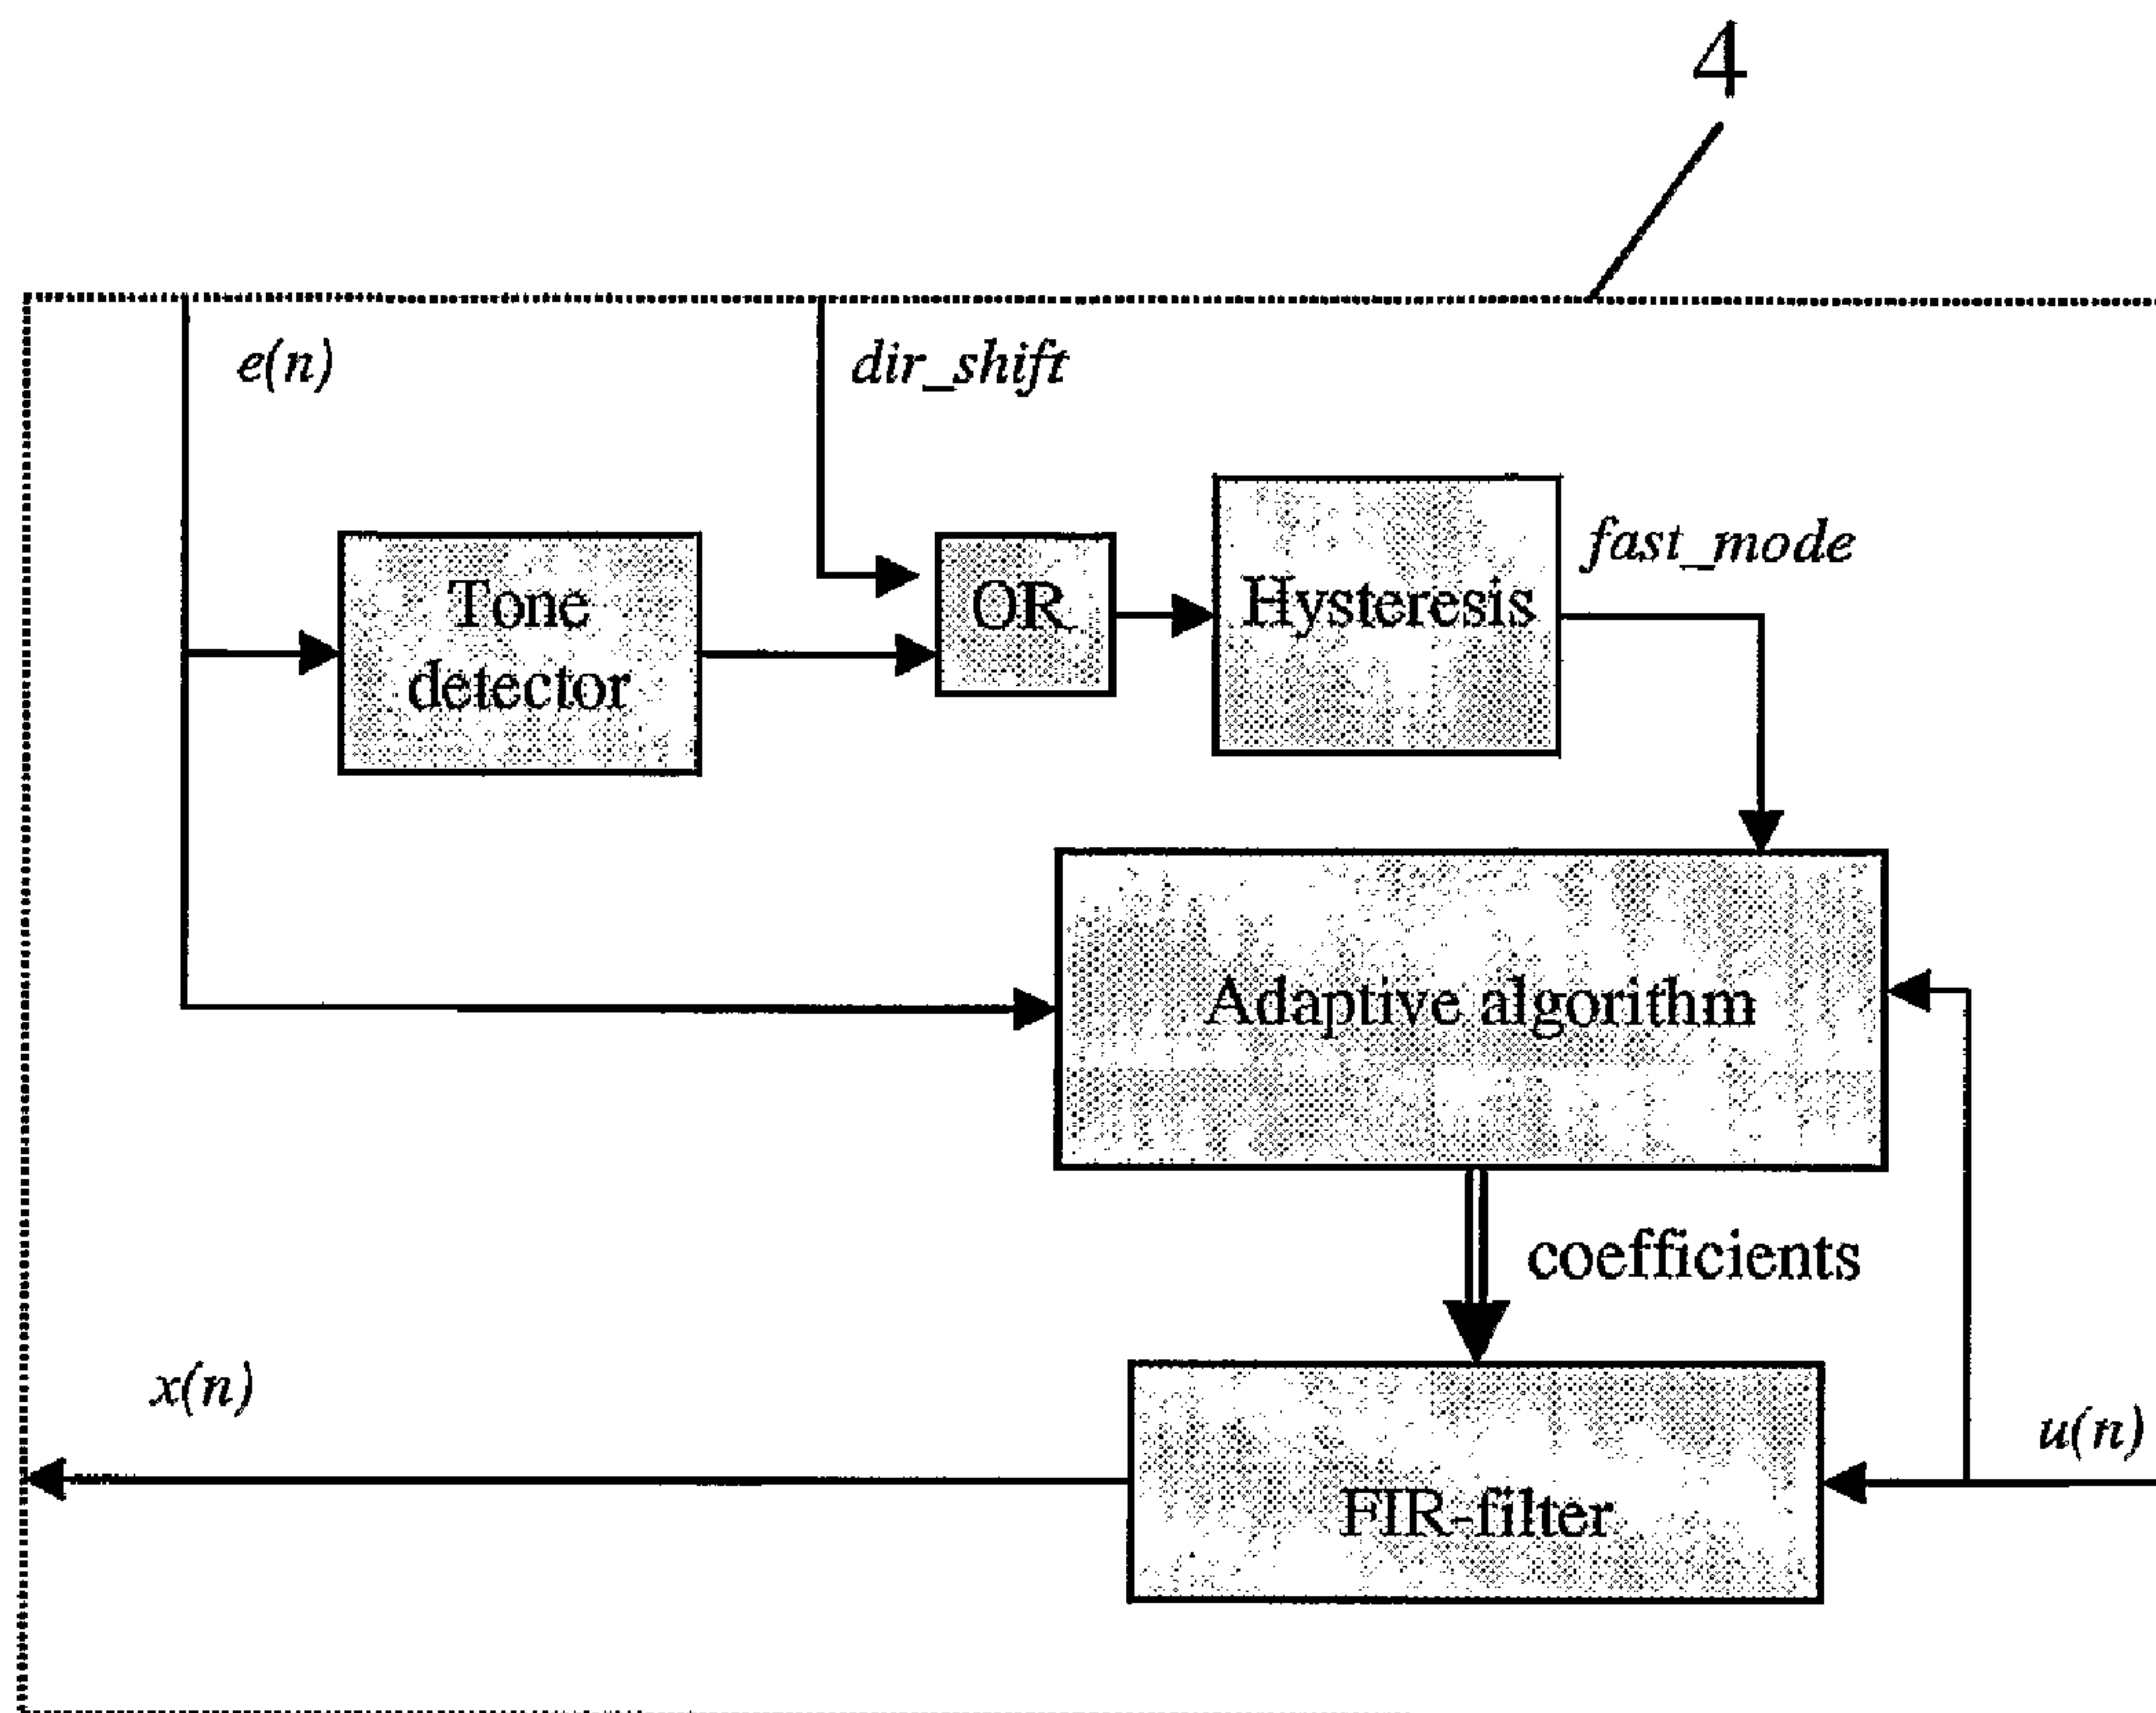 4
e(n)
dir_shift
fast_mode
Tone
detector
OR
Hysteresis
Adaptive algorithm
coefficients
x(n)
u(n)
FIR-filter